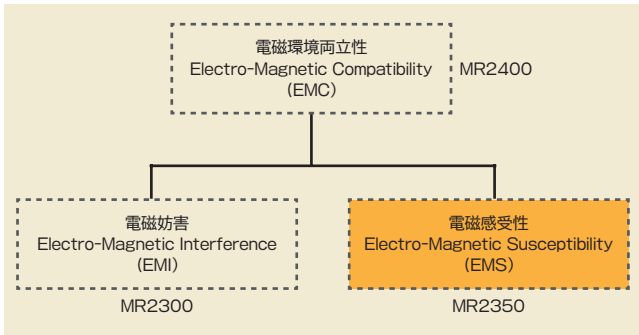 電磁環境両立性
Electro-Magnetic Compatibility
(EMC)
MR2400
電磁妨害
Electro-Magnetic Interference
(EMI)
MR2300
電磁感受性
Electro-Magnetic Susceptibility
(EMS)
MR2350